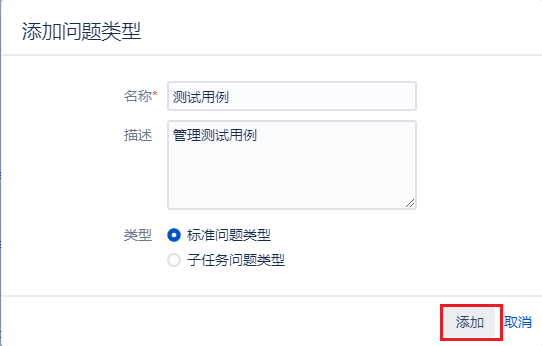 添加问题类型
名称*
测试用例
描述
管理测试用例
类型
标准问题类型
子任务问题类型
添加
取消